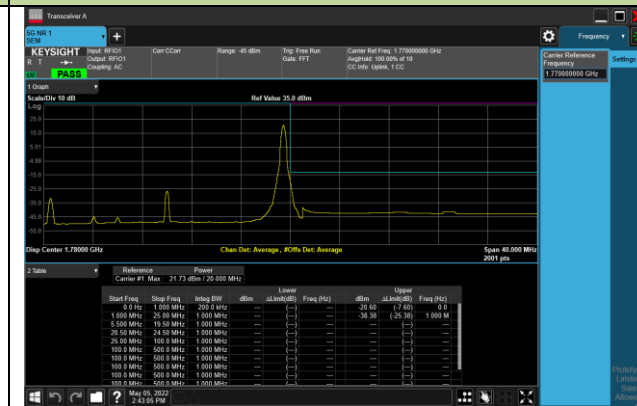 Transceiver A
5G NR 1
SEM
Frequency
KEYSIGHT
R T
PASS
Input: RFIO1
Output: RFIO1
Coupling: AC
Corr CCorr
Range: -45 dBm
Trig: Free Run
Gate: FFT
Carrier Ref Freq: 1.770000000 GHz
Avg|Hold: 100.00% of 10
CC Info: Uplink, 1 CC
Carrier Reference
Frequency
1.770000000 GHz
Settings
1 Graph
Scale/Div 10 dB
Ref Value 35.0 dBm
Log
25.0
15.0
5.01
-4.99
-15.0
-25.0
-35.0
-45.0
-55.0
Disp Center 1.78000 GHz
Chan Det: Average , #Offs Det: Average
Span 40.000 MHz
2001 pts
2 Table
Reference Power
Carrier #1 Max 21.73 dBm / 20.000 MHz
Lower Upper
Start Freq Stop Freq Integ BW dBm ΔLimit(dB) Freq (Hz) dBm ΔLimit(dB) Freq (Hz)
0.0 Hz 1.000 MHz 200.0 kHz --- (---) --- -20.60 (-7.60) 0.0
1.000 MHz 25.00 MHz 1.000 MHz --- (---) --- -38.38 (-25.38) 1.000 M
5.500 MHz 19.50 MHz 1.000 MHz --- (---) --- --- (---) ---
20.50 MHz 24.50 MHz 1.000 MHz --- (---) --- --- (---) ---
25.00 MHz 100.0 MHz 1.000 MHz --- (---) --- --- (---) ---
100.0 MHz 500.0 MHz 1.000 MHz --- (---) --- --- (---) ---
100.0 MHz 500.0 MHz 1.000 MHz --- (---) --- --- (---) ---
100.0 MHz 500.0 MHz 1.000 MHz --- (---) --- --- (---) ---
100.0 MHz 500.0 MHz 1.000 MHz --- (---) --- --- (---) ---
May 05, 2022
2:43:05 PM